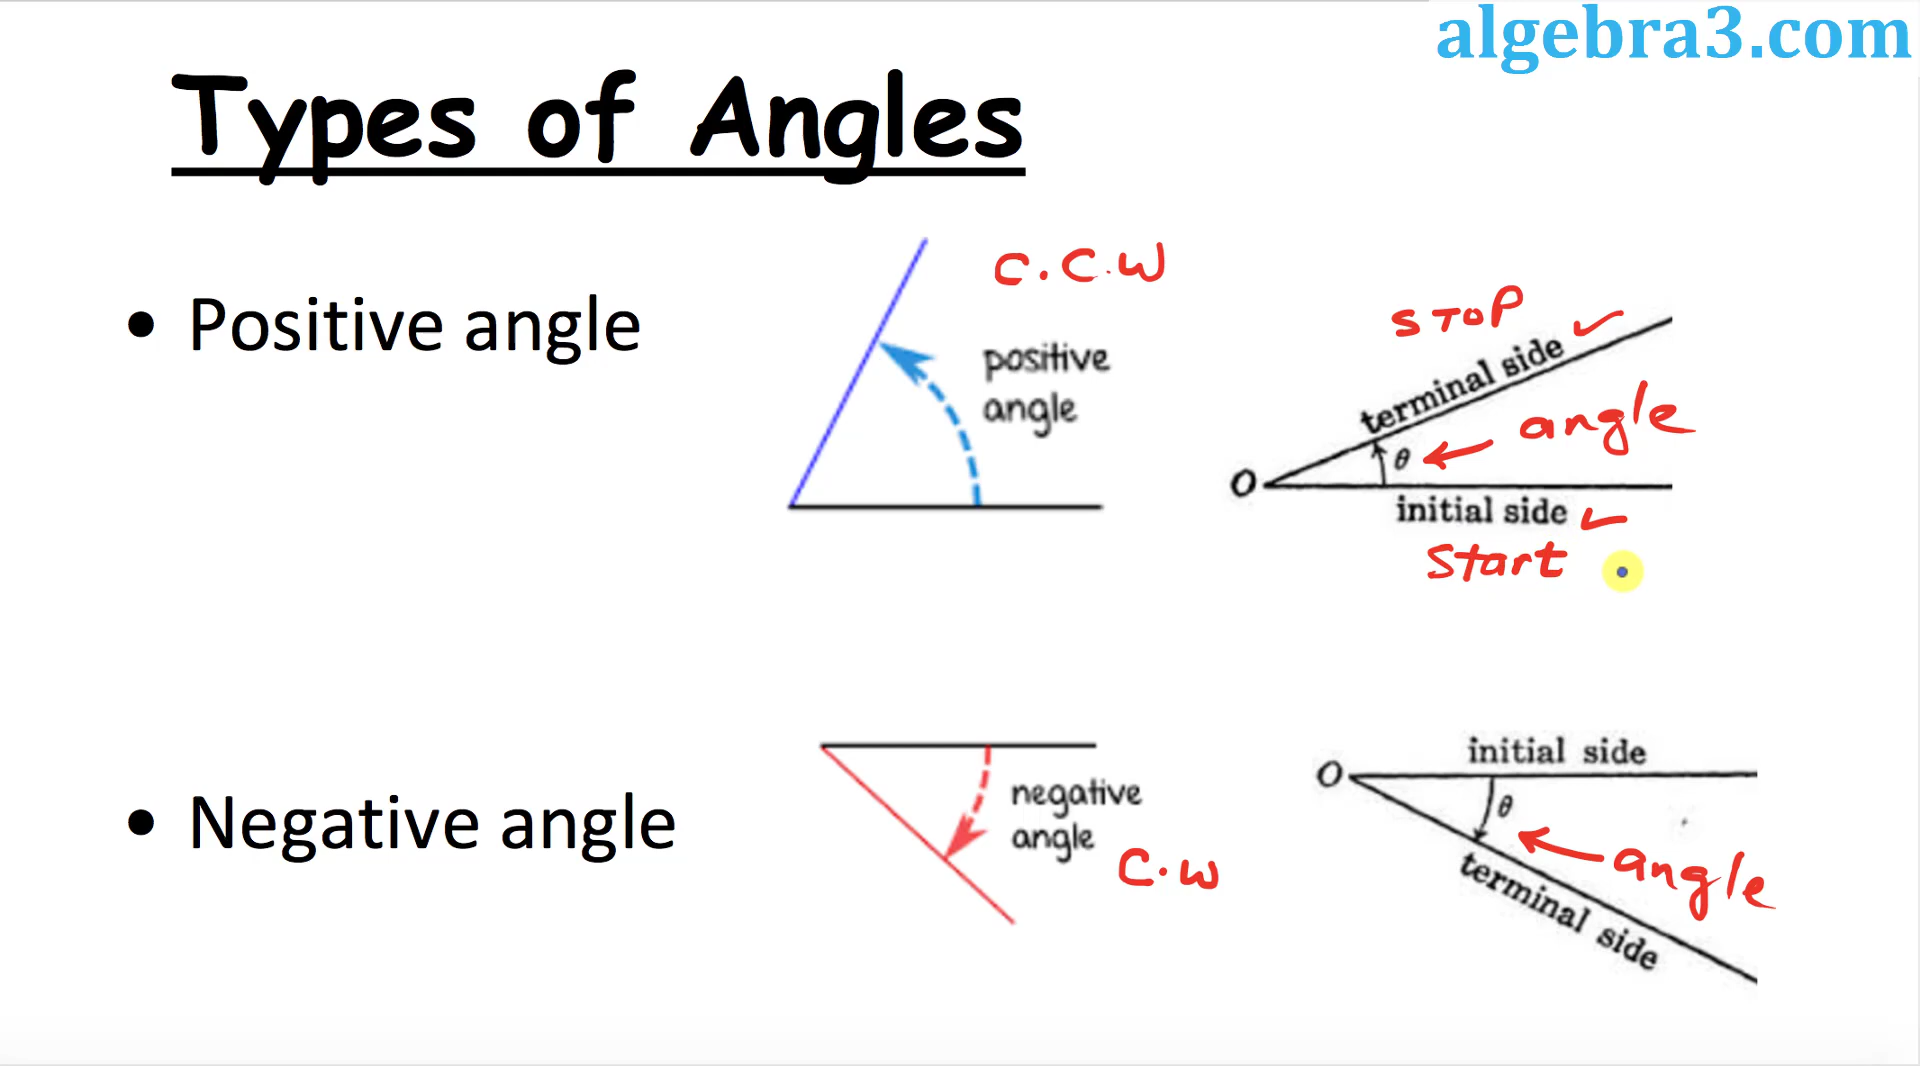 algebra3.com
Types of Angles
• Positive angle
C.C.W
positive
angle
STOP
terminal side
angle
θ
O
initial side
Start
• Negative angle
negative
angle
C.W
initial side
O
θ
angle
terminal side